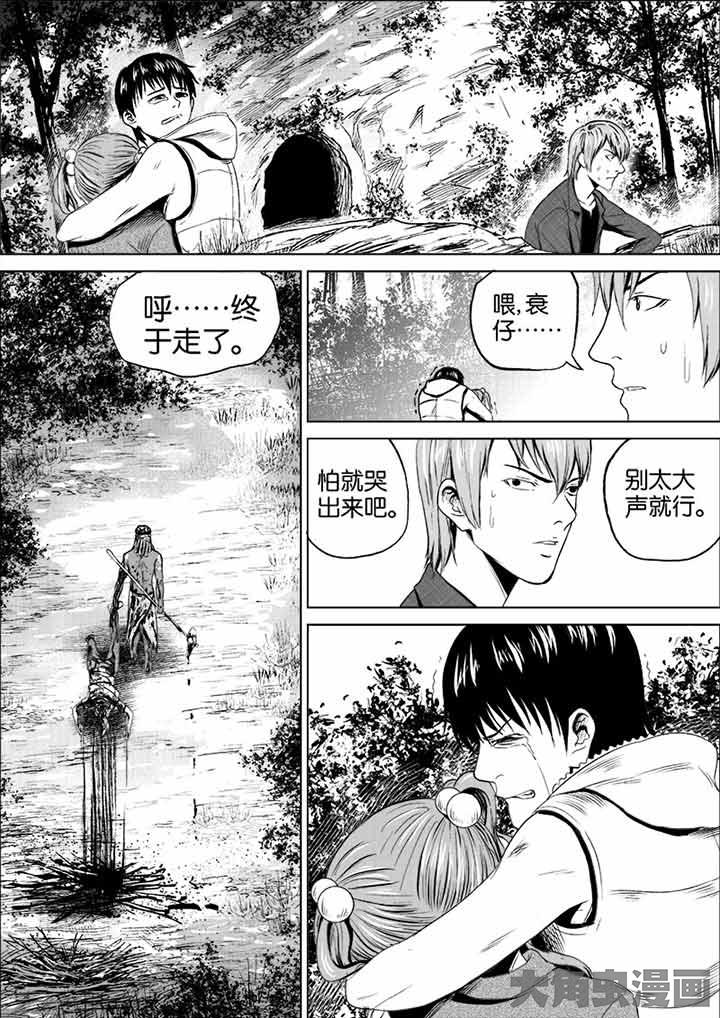 呼……终
于走了。
喂，衰
仔……
怕就哭
出来吧。
别太大
声就行。
大角虫漫画